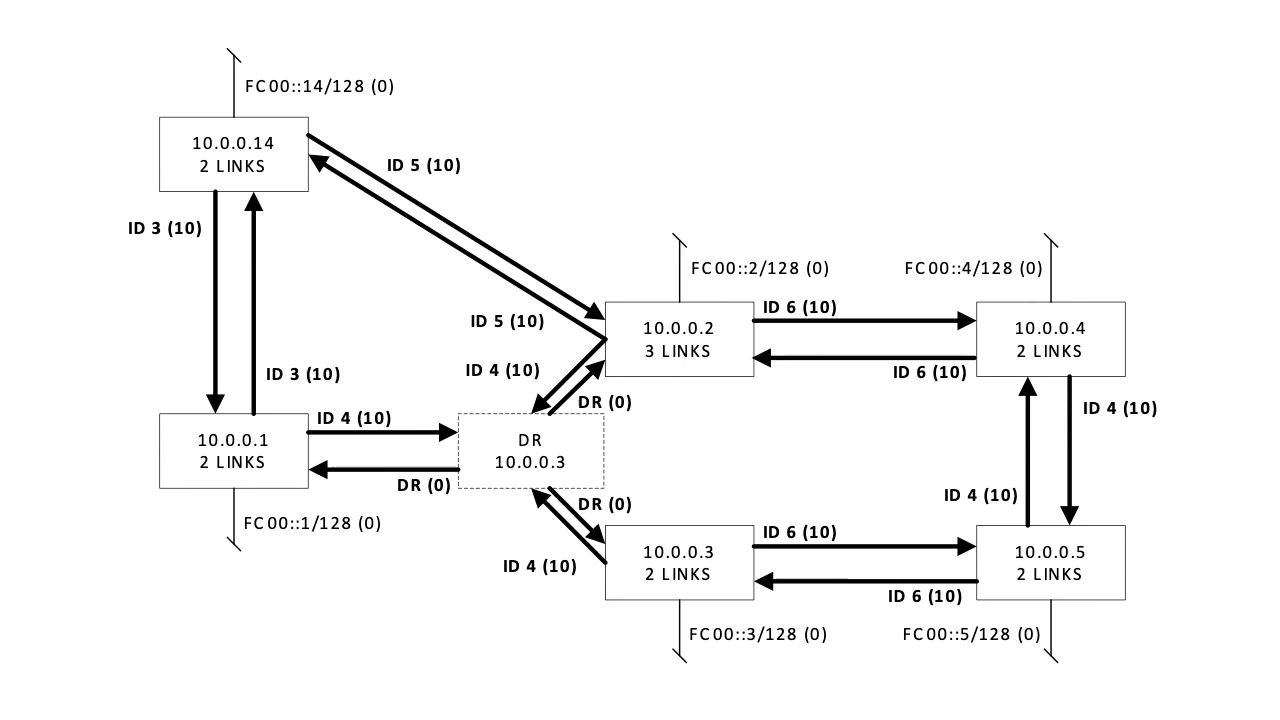 FC00::14/128 (0)
10.0.0.14
2 LINKS
ID 5 (10)
ID 3 (10)
FC00::2/128 (0)
FC00::4/128 (0)
ID 6 (10)
ID 5 (10)
10.0.0.2
3 LINKS
10.0.0.4
2 LINKS
ID 4 (10)
ID 3 (10)
ID 6 (10)
DR (0)
ID 4 (10)
ID 4 (10)
10.0.0.1
2 LINKS
DR
10.0.0.3
DR (0)
ID 4 (10)
DR (0)
FC00::1/128 (0)
ID 6 (10)
10.0.0.3
2 LINKS
10.0.0.5
2 LINKS
ID 4 (10)
ID 6 (10)
FC00::3/128 (0)
FC00::5/128 (0)